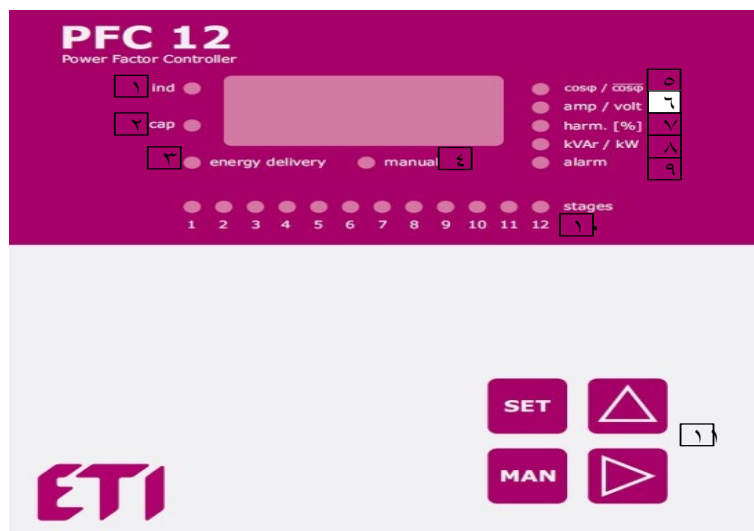 PFC 12
Power Factor Controller
١ ind
cosφ / c̅o̅s̅φ̅ ٥
amp / volt ٦
٢ cap
harm. [%] ٧
kVAr / kW ٨
٣ energy delivery
manual ٤
alarm ٩
stages
1 2 3 4 5 6 7 8 9 10 11 12 ١٠
SET
١١
MAN
ETI